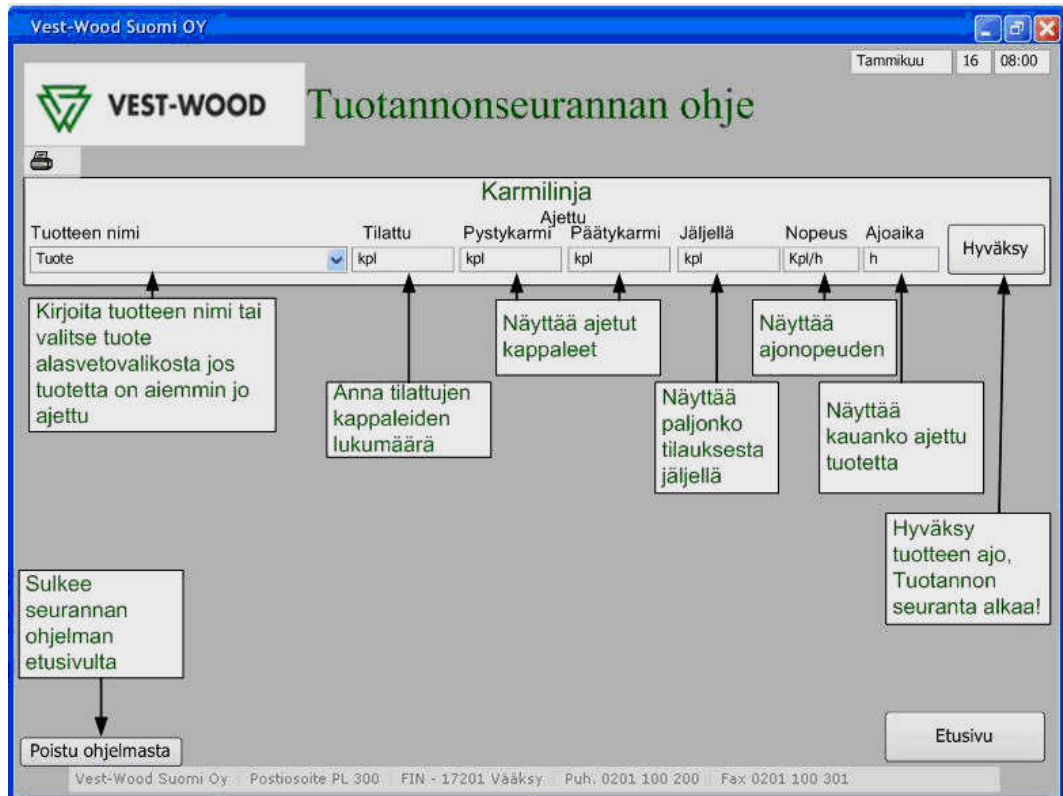 Vest-Wood Suomi OY
Tammikuu 16 08:00
VEST-WOOD
Tuotannonseurannan ohje
Karmilinja
Ajettu
Tuotteen nimi Tilattu Pystykarmi Päätykarmi Jäljellä Nopeus Ajoaika
Tuote kpl kpl kpl kpl Kpl/h h
Hyväksy
Kirjoita tuotteen nimi tai
valitse tuote
alasvetovalikosta jos
tuotetta on aiemmin jo
ajettu
Anna tilattujen
kappaleiden
lukumäärä
Näyttää ajetut
kappaleet
Näyttää
paljonko
tilauksesta
jäljellä
Näyttää
ajonopeuden
Näyttää
kauanko ajettu
tuotetta
Hyväksy
tuotteen ajo,
Tuotannon
seuranta alkaa!
Sulkee
seurannan
ohjelman
etusivulta
Poistu ohjelmasta
Etusivu
Vest-Wood Suomi Oy Postiosoite PL 300 FIN - 17201 Vääksy Puh. 0201 100 200 Fax 0201 100 301